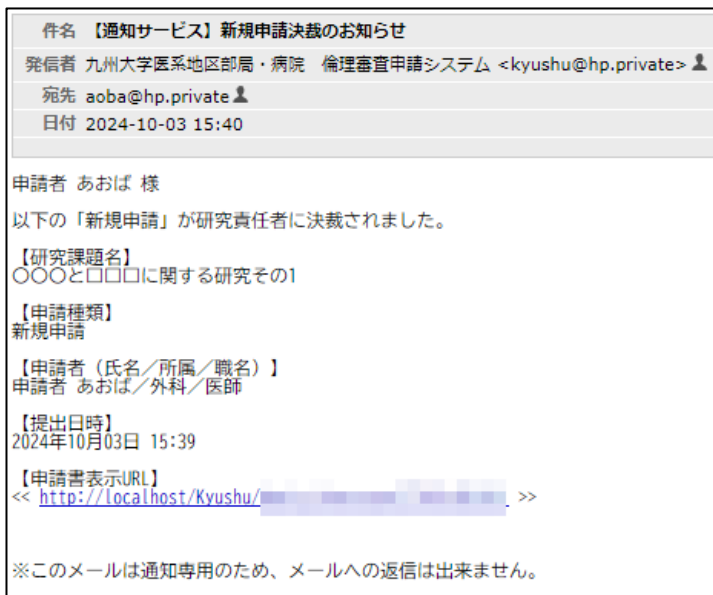 件名 【通知サービス】新規申請決裁のお知らせ
発信者 九州大学医系地区部局・病院 倫理審査申請システム <kyushu@hp.private>
宛先 aoba@hp.private
日付 2024-10-03 15:40
申請者 あおば 様
以下の「新規申請」が研究責任者に決裁されました。
【研究課題名】
〇〇〇と□□□に関する研究その1
【申請種類】
新規申請
【申請者（氏名／所属／職名）】
申請者 あおば／外科／医師
【提出日時】
2024年10月03日 15:39
【申請書表示URL】
<< http://localhost/Kyushu/ >>
※このメールは通知専用のため、メールへの返信は出来ません。